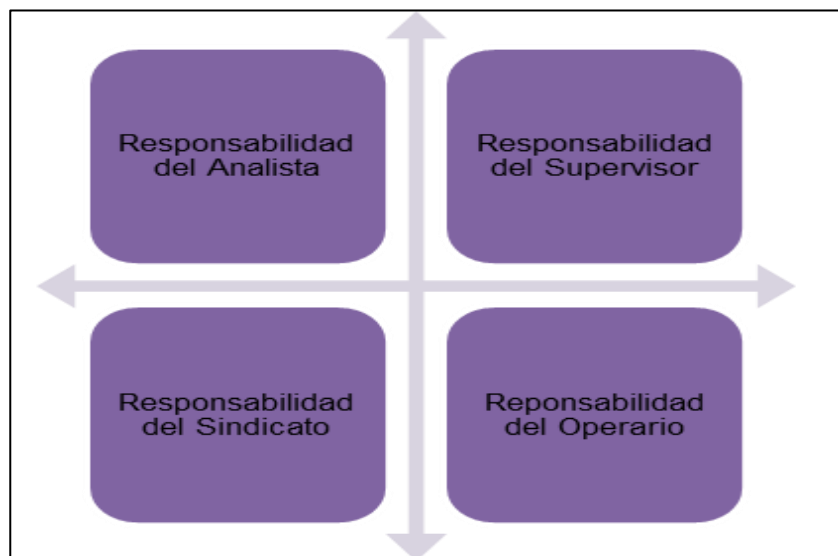 Responsabilidad
del Analista
Responsabilidad
del Supervisor
Responsabilidad
del Sindicato
Reponsabilidad
del Operario